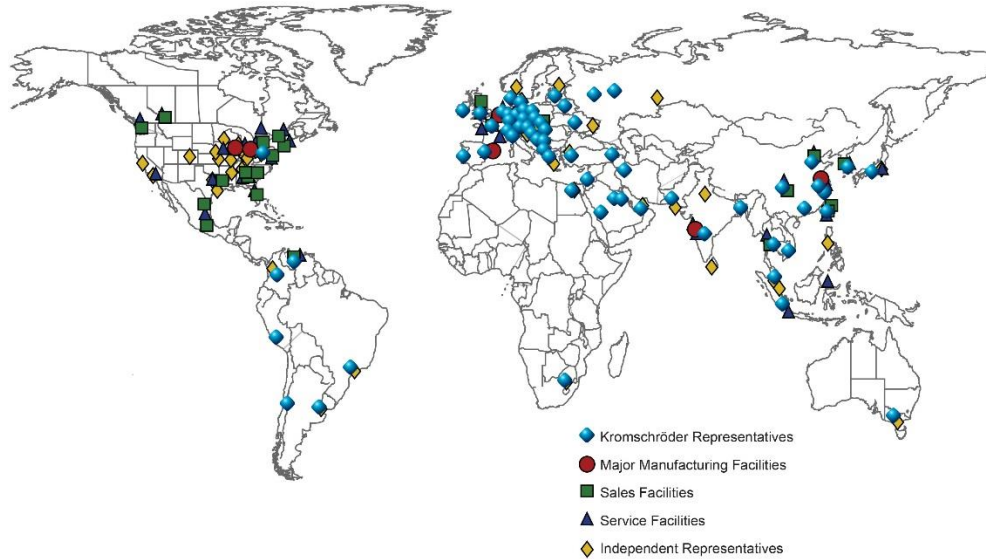 Kromschröder Representatives
Major Manufacturing Facilities
Sales Facilities
Service Facilities
Independent Representatives